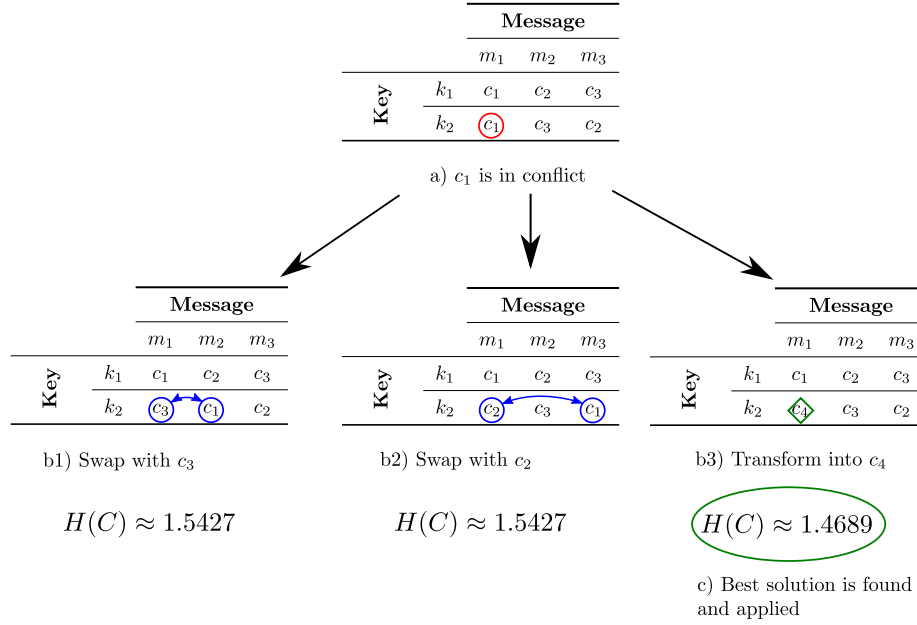 Message
m₁ m₂ m₃
Key
k₁ c₁ c₂ c₃
k₂ c₁ c₃ c₂
a) c₁ is in conflict
Message
m₁ m₂ m₃
Key
k₁ c₁ c₂ c₃
k₂ c₃ c₁ c₂
b1) Swap with c₃
H(C) ≈ 1.5427
Message
m₁ m₂ m₃
Key
k₁ c₁ c₂ c₃
k₂ c₂ c₃ c₁
b2) Swap with c₂
H(C) ≈ 1.5427
Message
m₁ m₂ m₃
Key
k₁ c₁ c₂ c₃
k₂ c₄ c₃ c₂
b3) Transform into c₄
H(C) ≈ 1.4689
c) Best solution is found
and applied